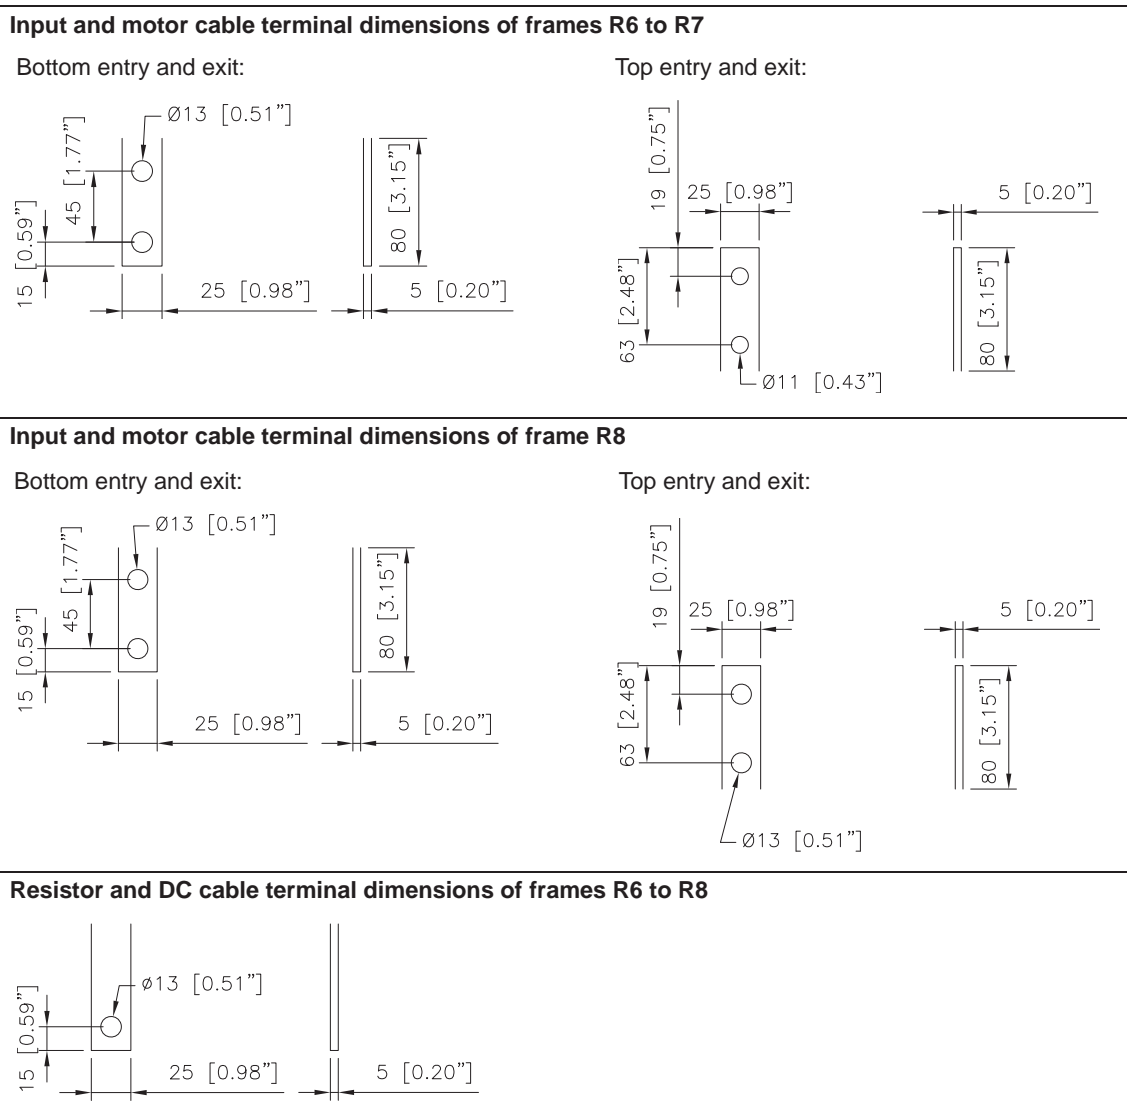 Input and motor cable terminal dimensions of frames R6 to R7
Bottom entry and exit:
Ø13 [0.51”]
45 [1.77”]
15 [0.59”]
25 [0.98”]
80 [3.15”]
5 [0.20”]
Top entry and exit:
19 [0.75”]
25 [0.98”]
5 [0.20”]
63 [2.48”]
80 [3.15”]
Ø11 [0.43”]
Input and motor cable terminal dimensions of frame R8
Bottom entry and exit:
Ø13 [0.51”]
45 [1.77”]
15 [0.59”]
25 [0.98”]
80 [3.15”]
5 [0.20”]
Top entry and exit:
19 [0.75”]
25 [0.98”]
5 [0.20”]
63 [2.48”]
80 [3.15”]
Ø13 [0.51”]
Resistor and DC cable terminal dimensions of frames R6 to R8
ø13 [0.51”]
15 [0.59”]
25 [0.98”]
5 [0.20”]